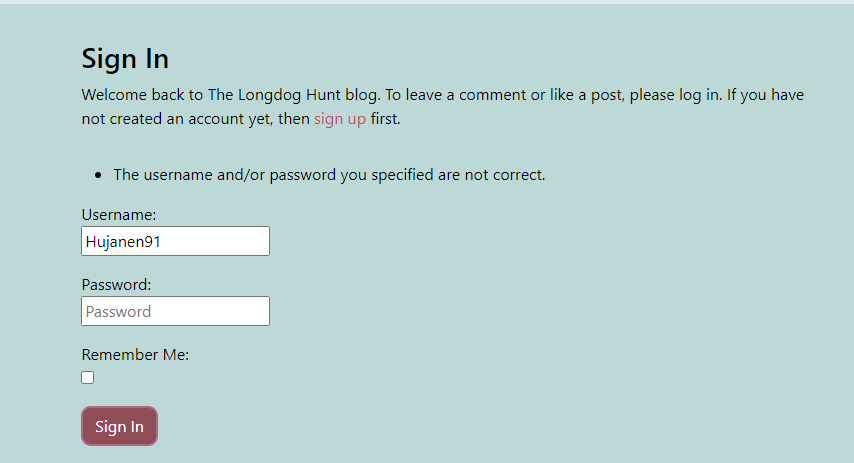 Sign In
Welcome back to The Longdog Hunt blog. To leave a comment or like a post, please log in. If you have
not created an account yet, then sign up first.
• The username and/or password you specified are not correct.
Username:
Hujanen91
Password:
Password
Remember Me:
Sign In